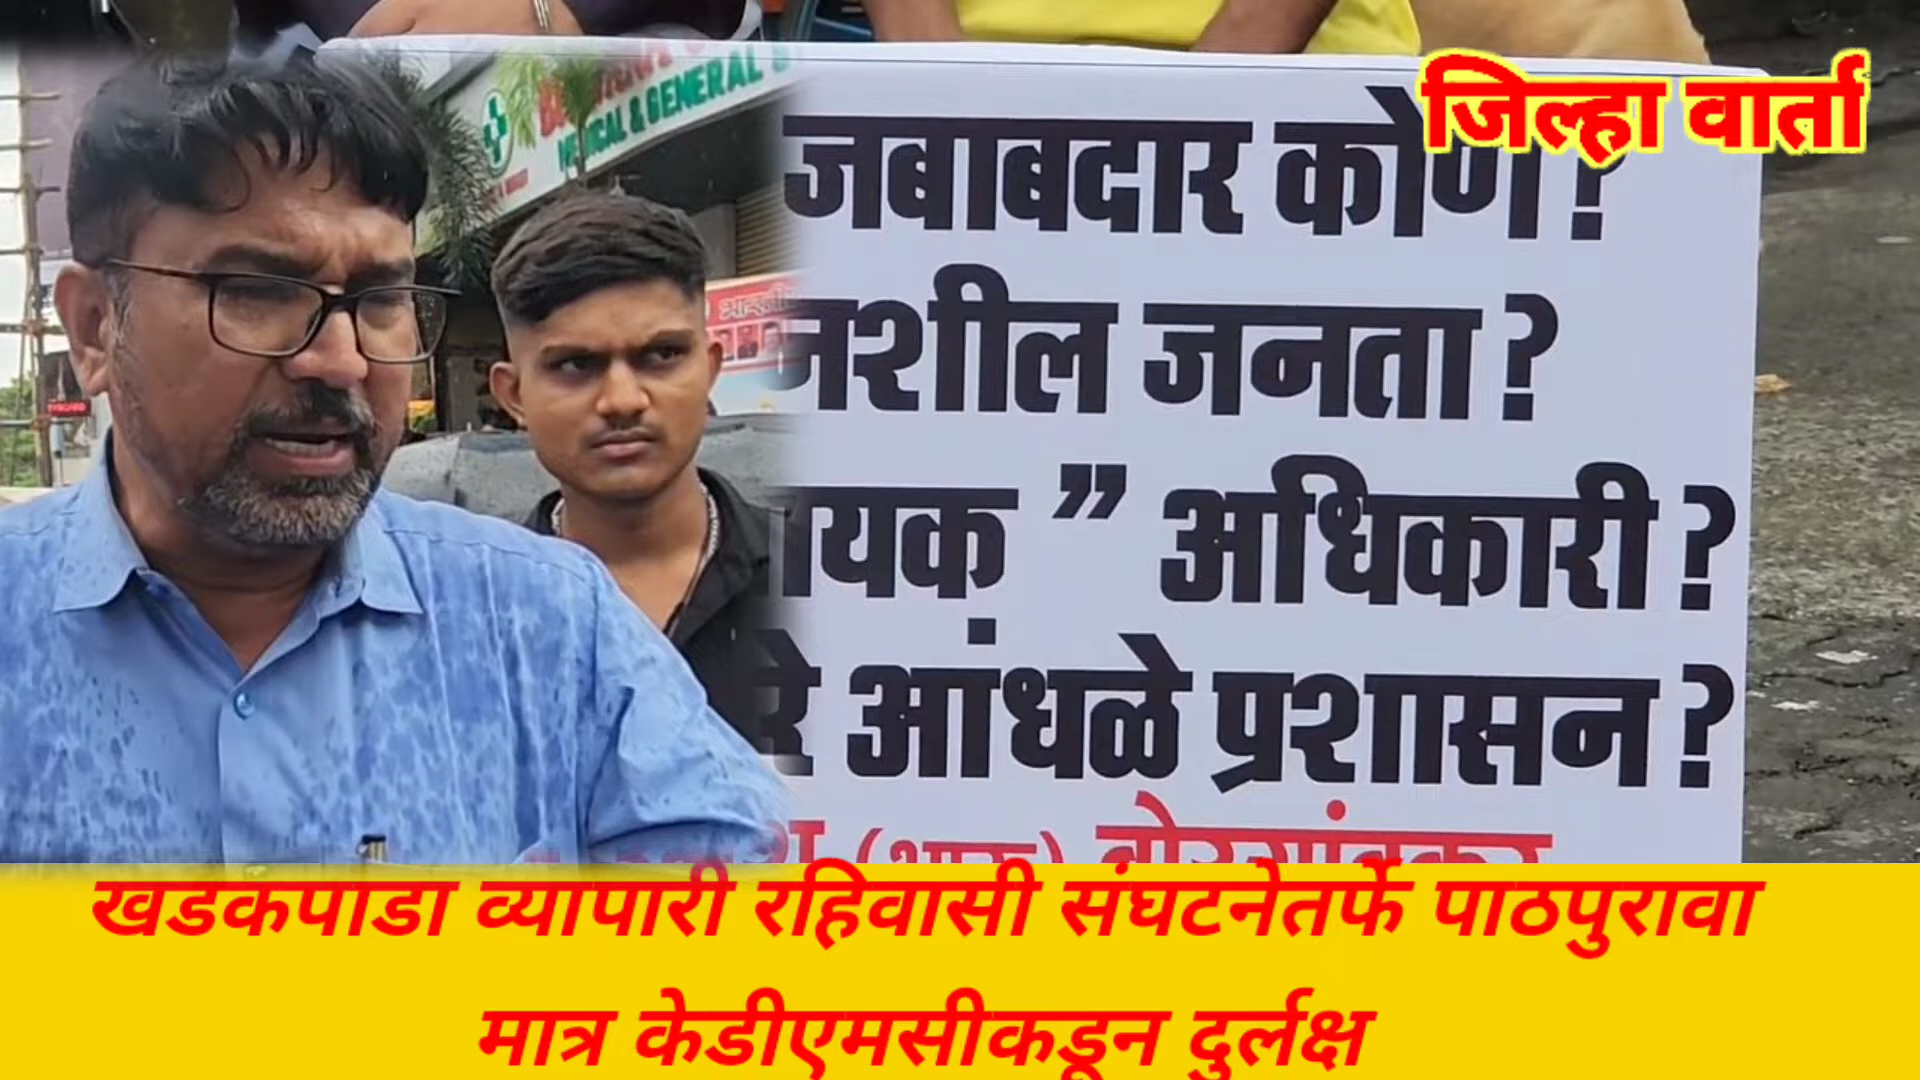 जिल्हा वार्ता
MEDICAL & GENERAL
जबाबदार कोण?
जनता?
” अधिकारी?
आंधळे प्रशासन?
खडकपाडा व्यापारी रहिवासी संघटनेतर्फे पाठपुरावा
मात्र केडीएमसीकडून दुर्लक्ष